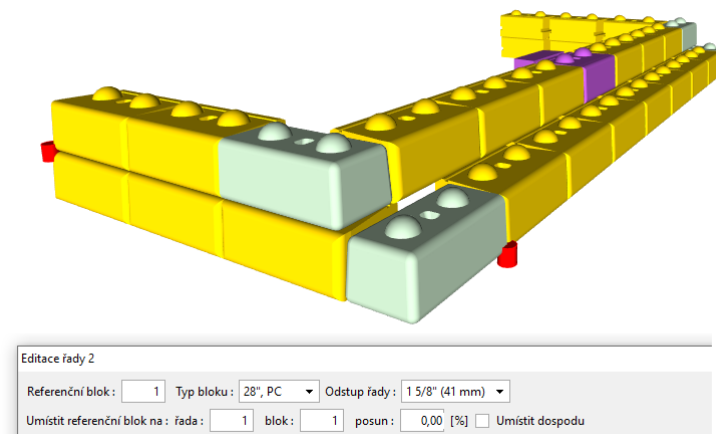 Editace řady 2
Referenční blok : 1 Typ bloku : 28", PC Odstup řady : 1 5/8" (41 mm)
Umístit referenční blok na : řada : 1 blok : 1 posun : 0,00 [%] Umístit dospodu